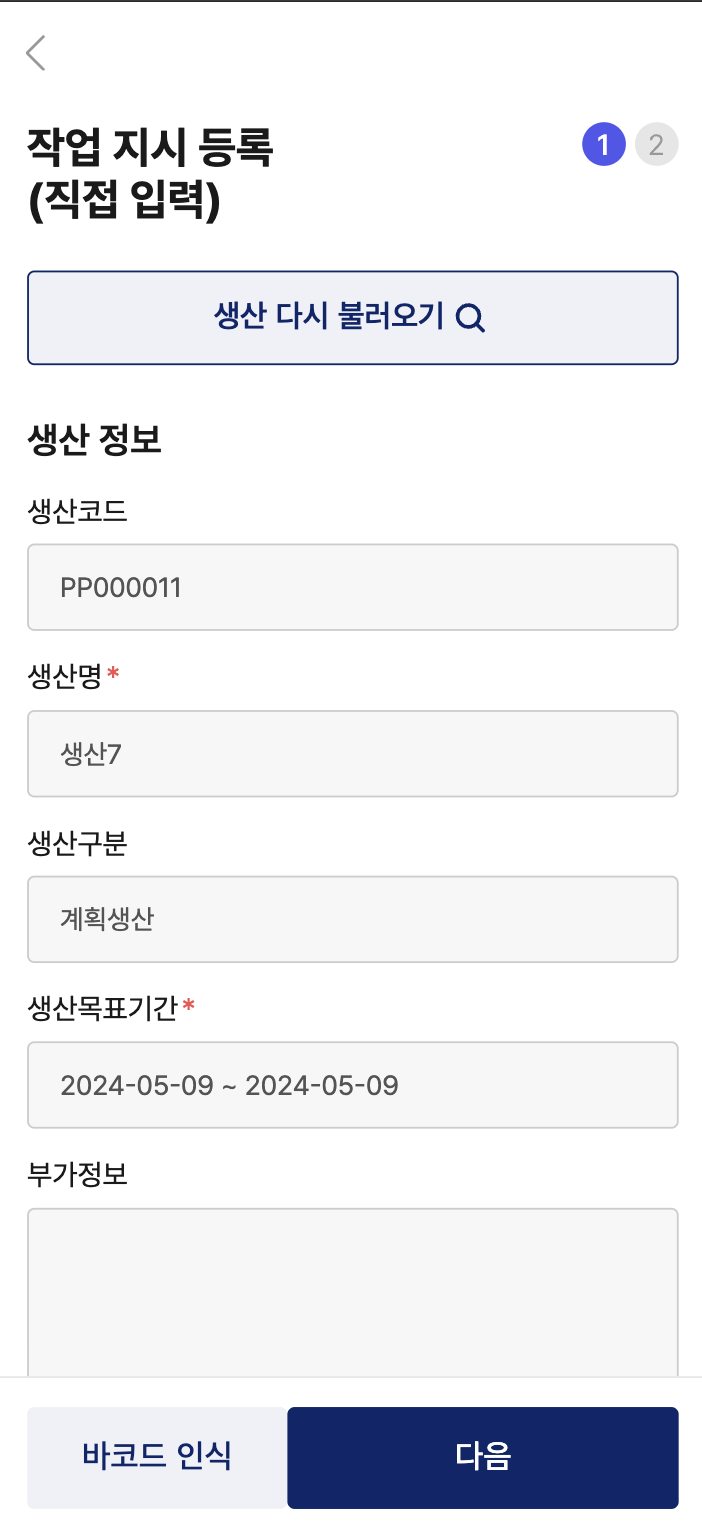 작업 지시 등록
(직접 입력)
1 2
생산 다시 불러오기
생산 정보
생산코드
PP000011
생산명*
생산7
생산구분
계획생산
생산목표기간*
2024-05-09 ~ 2024-05-09
부가정보
바코드 인식
다음